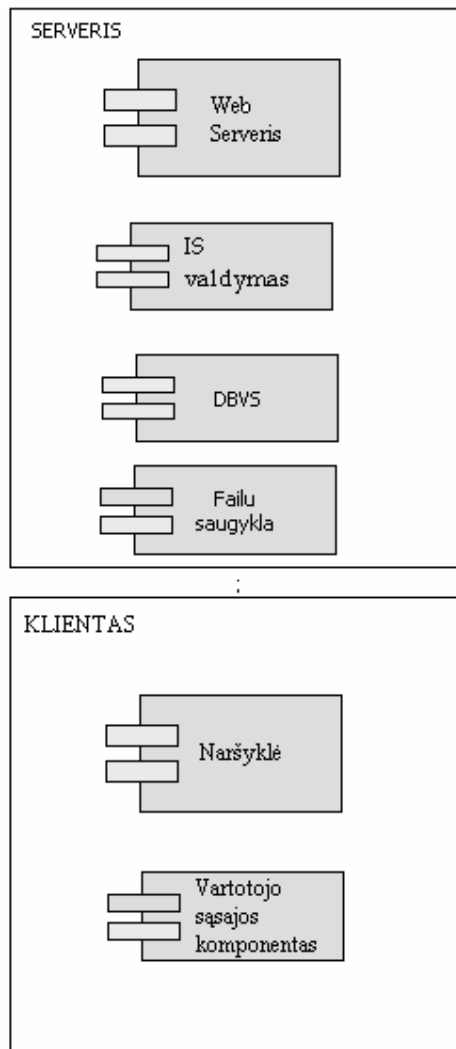 SERVERIS
Web
Serveris
IS
valdymas
DBVS
Failu
saugykla
:
KLIENTAS
Naršyklė
Vartotojo
sąsajos
komponentas